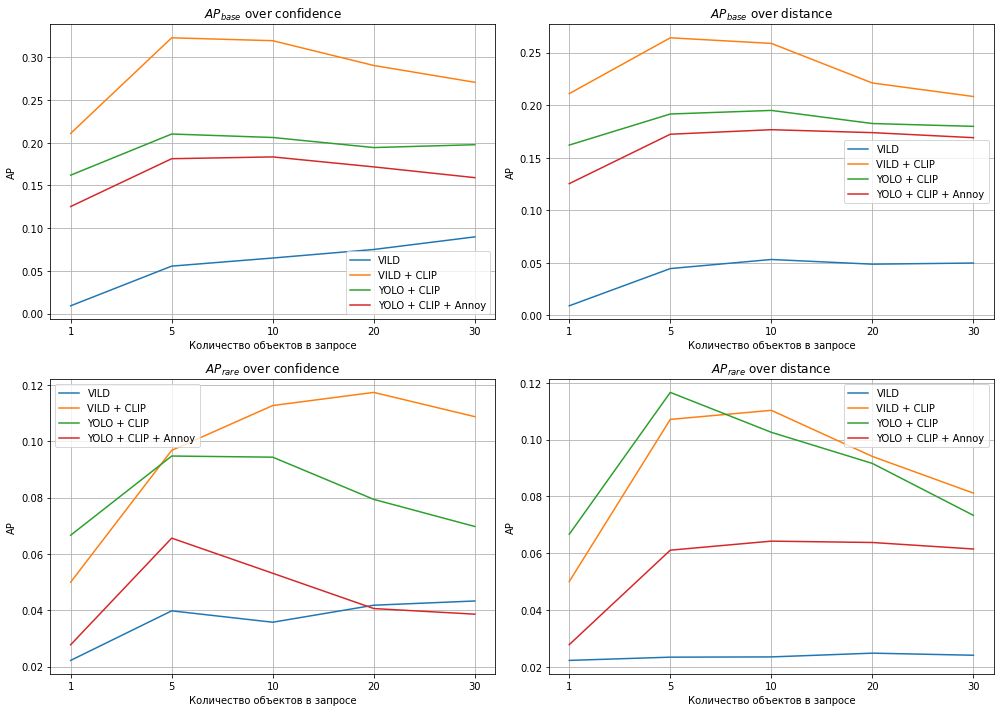 AP_base over confidence
AP
0.30
0.25
0.20
0.15
0.10
0.05
0.00
1 5 10 20 30
Количество объектов в запросе
VILD
VILD + CLIP
YOLO + CLIP
YOLO + CLIP + Annoy
AP_base over distance
AP
0.25
0.20
0.15
0.10
0.05
0.00
1 5 10 20 30
Количество объектов в запросе
VILD
VILD + CLIP
YOLO + CLIP
YOLO + CLIP + Annoy
AP_rare over confidence
AP
0.12
0.10
0.08
0.06
0.04
0.02
1 5 10 20 30
Количество объектов в запросе
VILD
VILD + CLIP
YOLO + CLIP
YOLO + CLIP + Annoy
AP_rare over distance
AP
0.12
0.10
0.08
0.06
0.04
0.02
1 5 10 20 30
Количество объектов в запросе
VILD
VILD + CLIP
YOLO + CLIP
YOLO + CLIP + Annoy